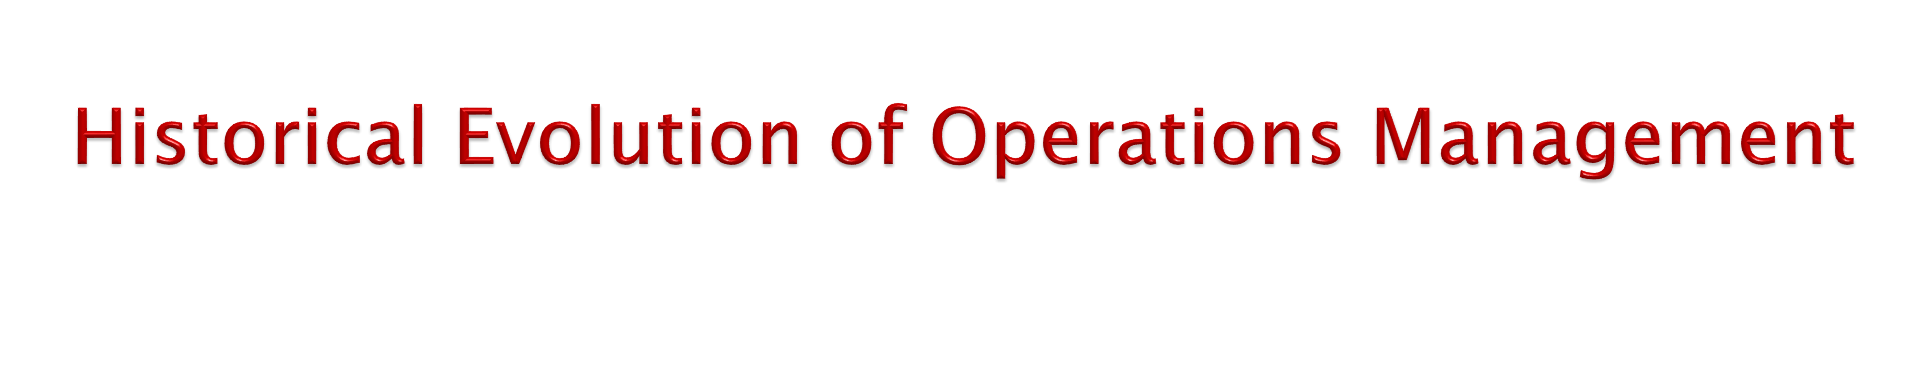 Historical Evolution of Operations Management